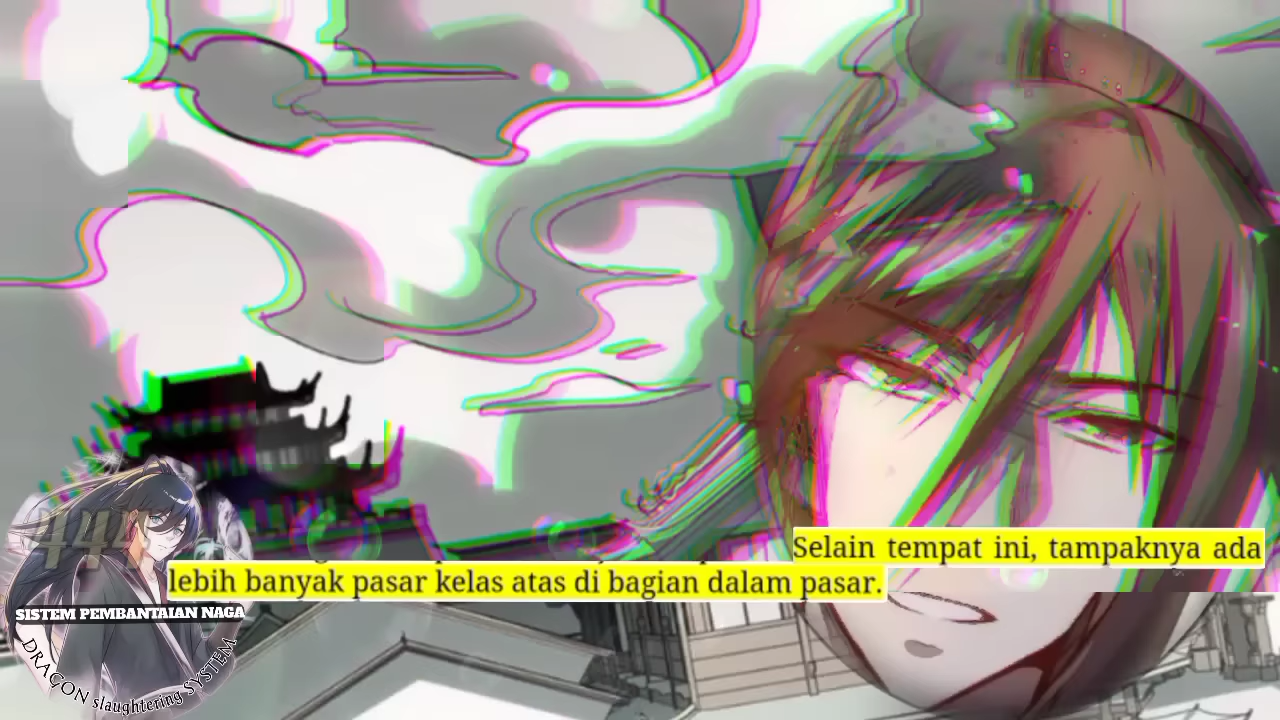 Selain tempat ini, tampaknya ada
lebih banyak pasar kelas atas di bagian dalam pasar.
444
SISTEM PEMBANTAIAN NAGA
DRAGON slaughtering SYSTEM